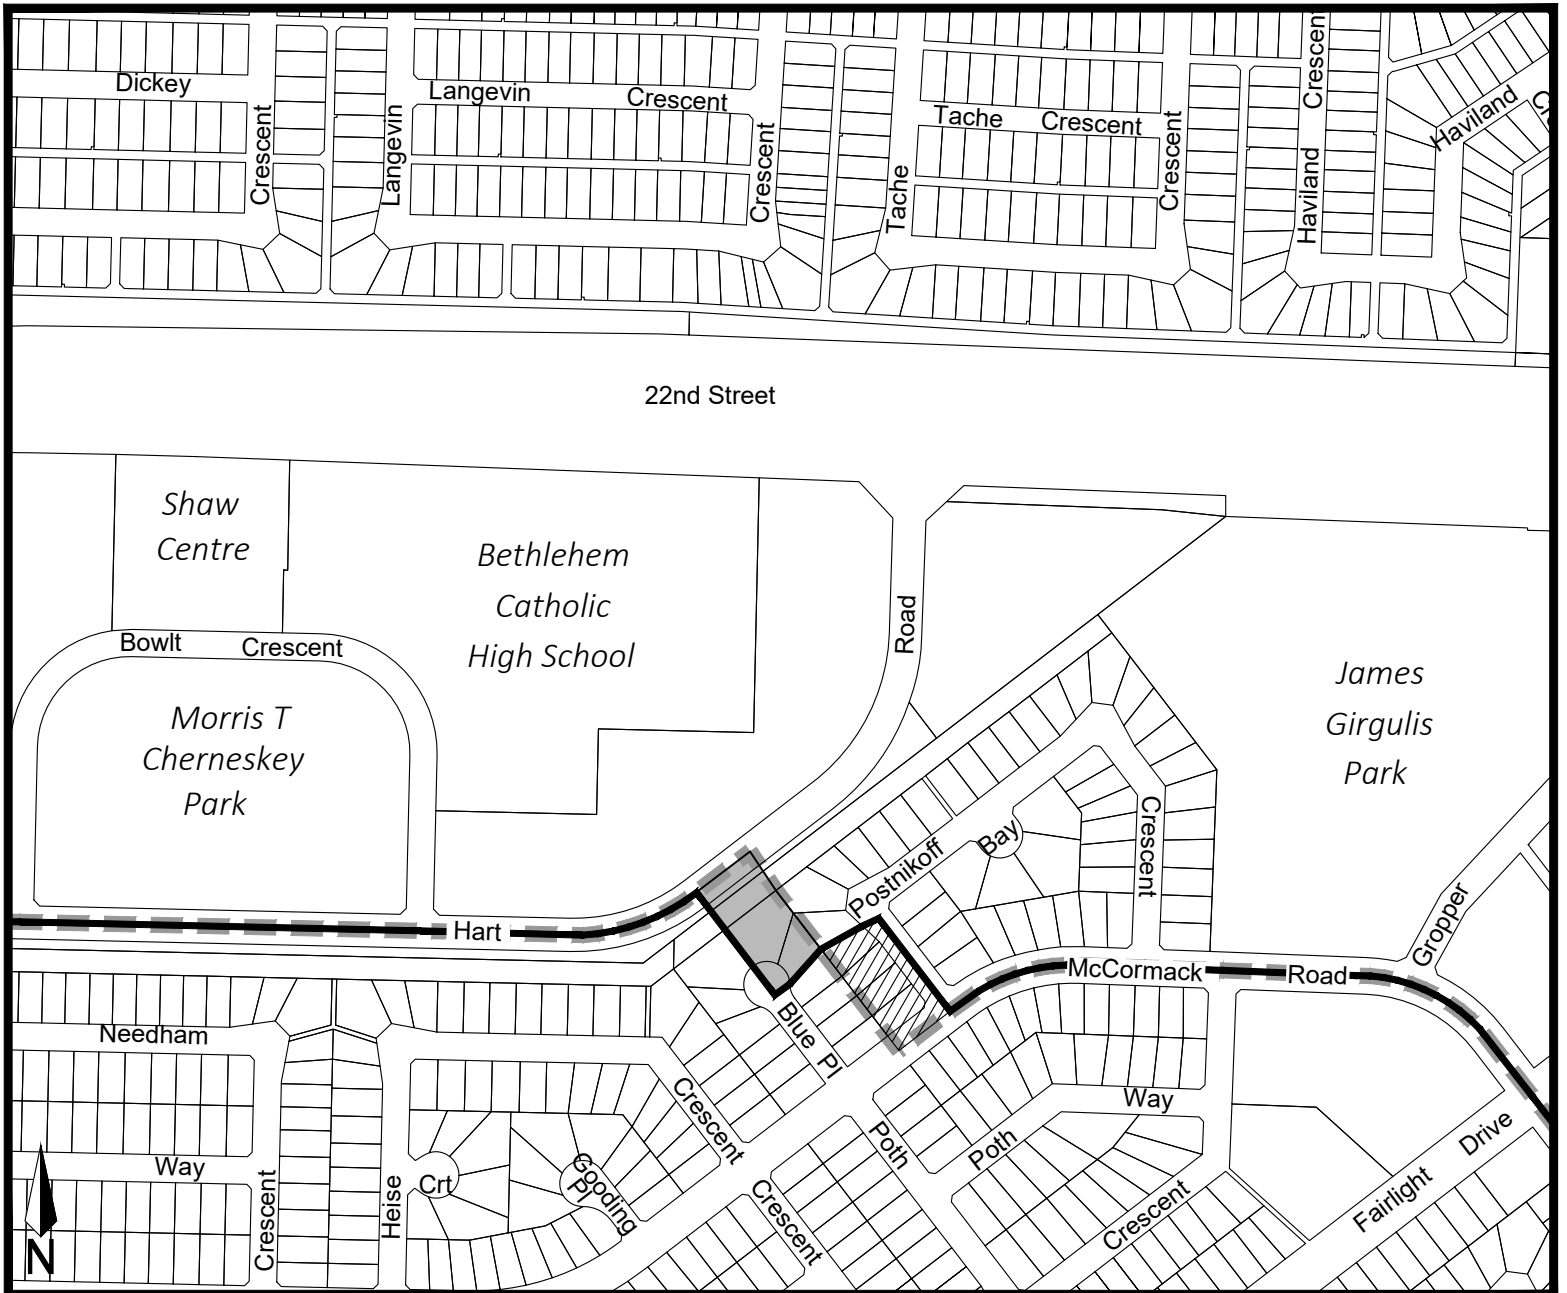 Dickey
Crescent
Langevin
Langevin
Crescent
Crescent
Tache
Tache
Crescent
Crescent
Haviland
Crescent
Haviland
22nd Street
Shaw
Centre
Bethlehem
Catholic
High School
Road
Bowlt
Crescent
Morris T
Cherneskey
Park
James
Girgulis
Park
Postnikoff
Bay
Crescent
Gropper
Hart
McCormack
Road
Blue Pl
Needham
Way
Crescent
Heise
Crt
Gooding
Pl
Crescent
Crescent
Poth
Poth
Way
Crescent
Fairlight
Drive
N